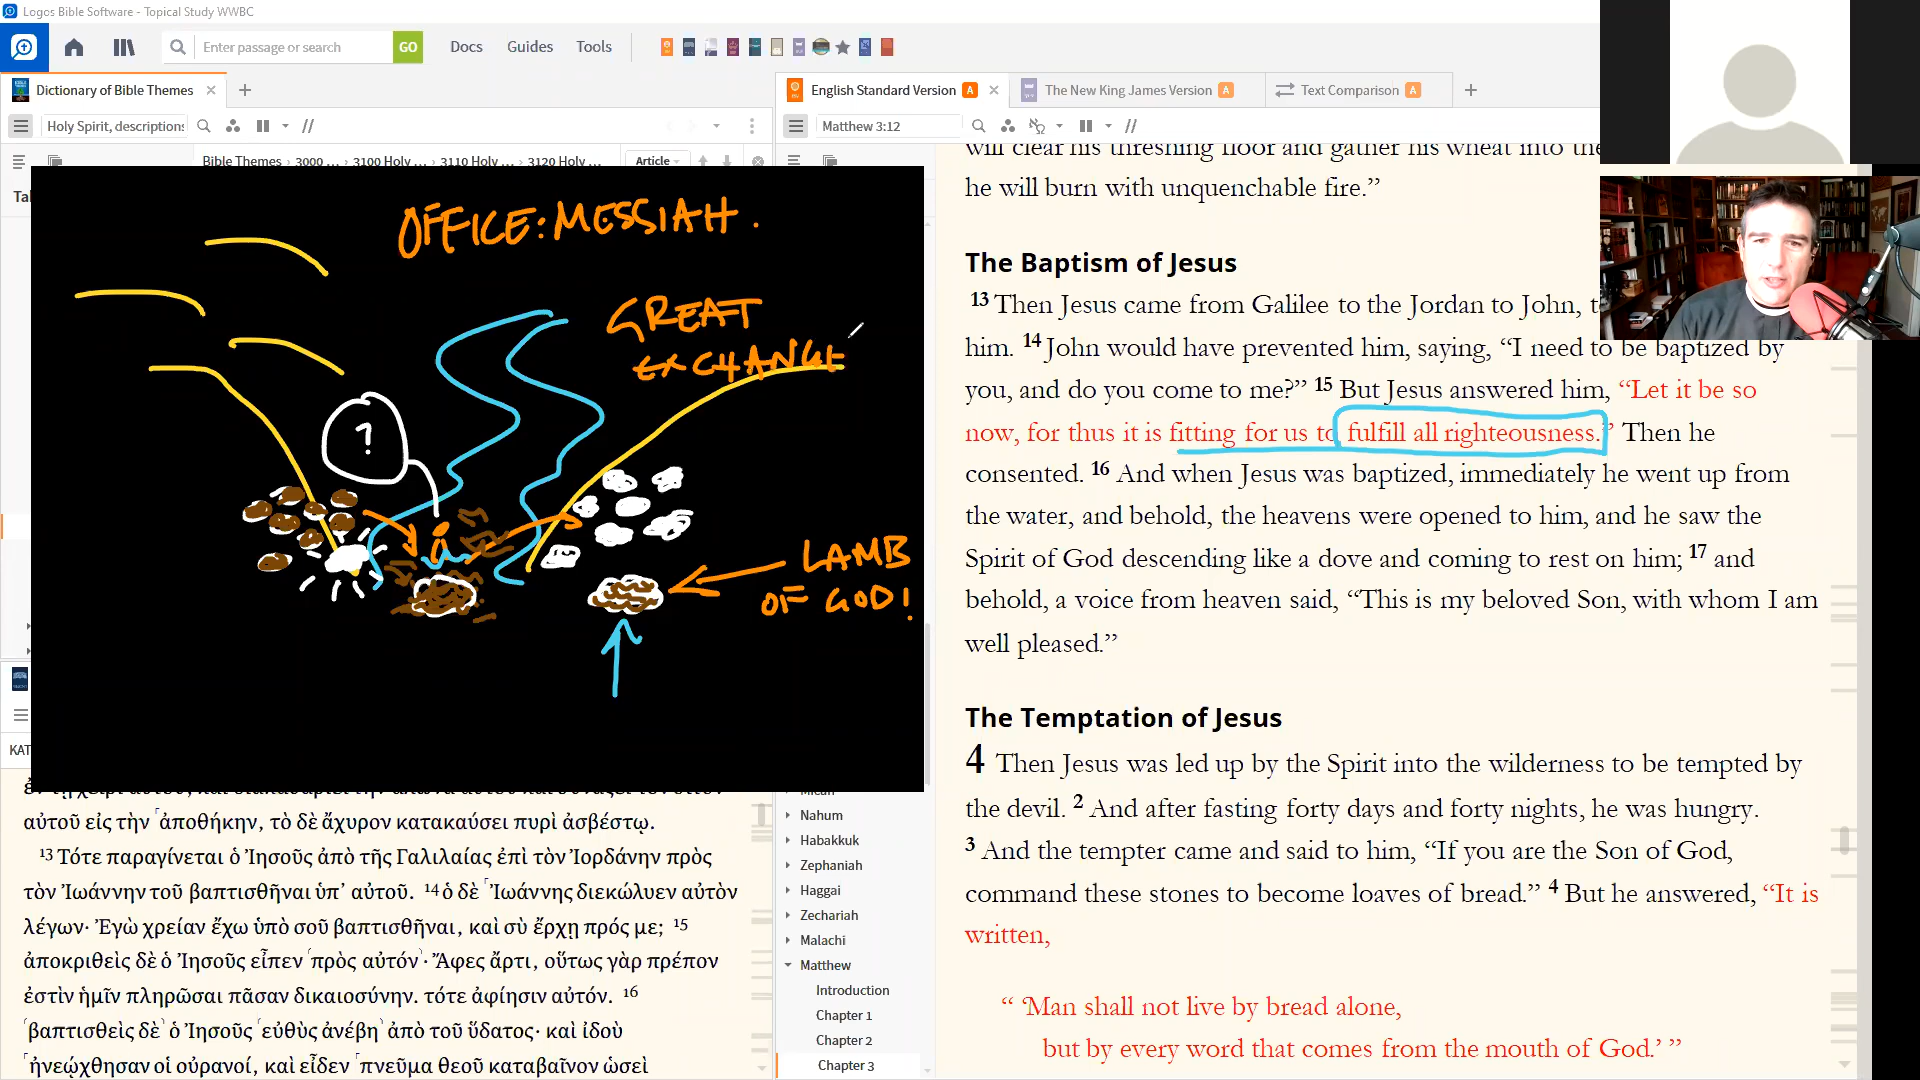 Logos Bible Software - Topical Study WWBC
Enter passage or search
GO
Docs
Guides
Tools
Dictionary of Bible Themes
English Standard Version
A
The New King James Version
A
Text Comparison
A
Holy Spirit, descriptions
Matthew 3:12
Bible Themes › 3000 ... › 3100 Holy ... › 3110 Holy ... › 3120 Holy ...
Article
OFFICE: MESSIAH.
GREAT
EXCHANGE
?
LAMB
OF GOD!
will clear his threshing floor and gather his wheat into the
he will burn with unquenchable fire.”
The Baptism of Jesus
13 Then Jesus came from Galilee to the Jordan to John, t
him. 14 John would have prevented him, saying, “I need to be baptized by
you, and do you come to me?” 15 But Jesus answered him, “Let it be so
now, for thus it is fitting for us to fulfill all righteousness.” Then he
consented. 16 And when Jesus was baptized, immediately he went up from
the water, and behold, the heavens were opened to him, and he saw the
Spirit of God descending like a dove and coming to rest on him; 17 and
behold, a voice from heaven said, “This is my beloved Son, with whom I am
well pleased.”
The Temptation of Jesus
4 Then Jesus was led up by the Spirit into the wilderness to be tempted by
the devil. 2 And after fasting forty days and forty nights, he was hungry.
3 And the tempter came and said to him, “If you are the Son of God,
command these stones to become loaves of bread.” 4 But he answered, “It is
written,
“ ‘Man shall not live by bread alone,
but by every word that comes from the mouth of God.’ ”
αὐτοῦ εἰς τὴν ⸀ἀποθήκην, τὸ δὲ ἄχυρον κατακαύσει πυρὶ ἀσβέστῳ.
13 Τότε παραγίνεται ὁ Ἰησοῦς ἀπὸ τῆς Γαλιλαίας ἐπὶ τὸν Ἰορδάνην πρὸς
τὸν Ἰωάννην τοῦ βαπτισθῆναι ὑπ’ αὐτοῦ. 14 ὁ δὲ ⸀Ἰωάννης διεκώλυεν αὐτὸν
λέγων· Ἐγὼ χρείαν ἔχω ὑπὸ σοῦ βαπτισθῆναι, καὶ σὺ ἔρχῃ πρός με; 15
ἀποκριθεὶς δὲ ὁ Ἰησοῦς εἶπεν ⸂πρὸς αὐτόν⸃· Ἄφες ἄρτι, οὕτως γὰρ πρέπον
ἐστὶν ἡμῖν πληρῶσαι πᾶσαν δικαιοσύνην. τότε ἀφίησιν αὐτόν. 16
⸂βαπτισθεὶς δὲ⸃ ὁ Ἰησοῦς ⸂εὐθὺς ἀνέβη⸃ ἀπὸ τοῦ ὕδατος· καὶ ἰδοὺ
⸀ἠνεῴχθησαν οἱ οὐρανοί, καὶ εἶδεν ⸀πνεῦμα θεοῦ καταβαῖνον ὡσεὶ
Nahum
Habakkuk
Zephaniah
Haggai
Zechariah
Malachi
Matthew
Introduction
Chapter 1
Chapter 2
Chapter 3